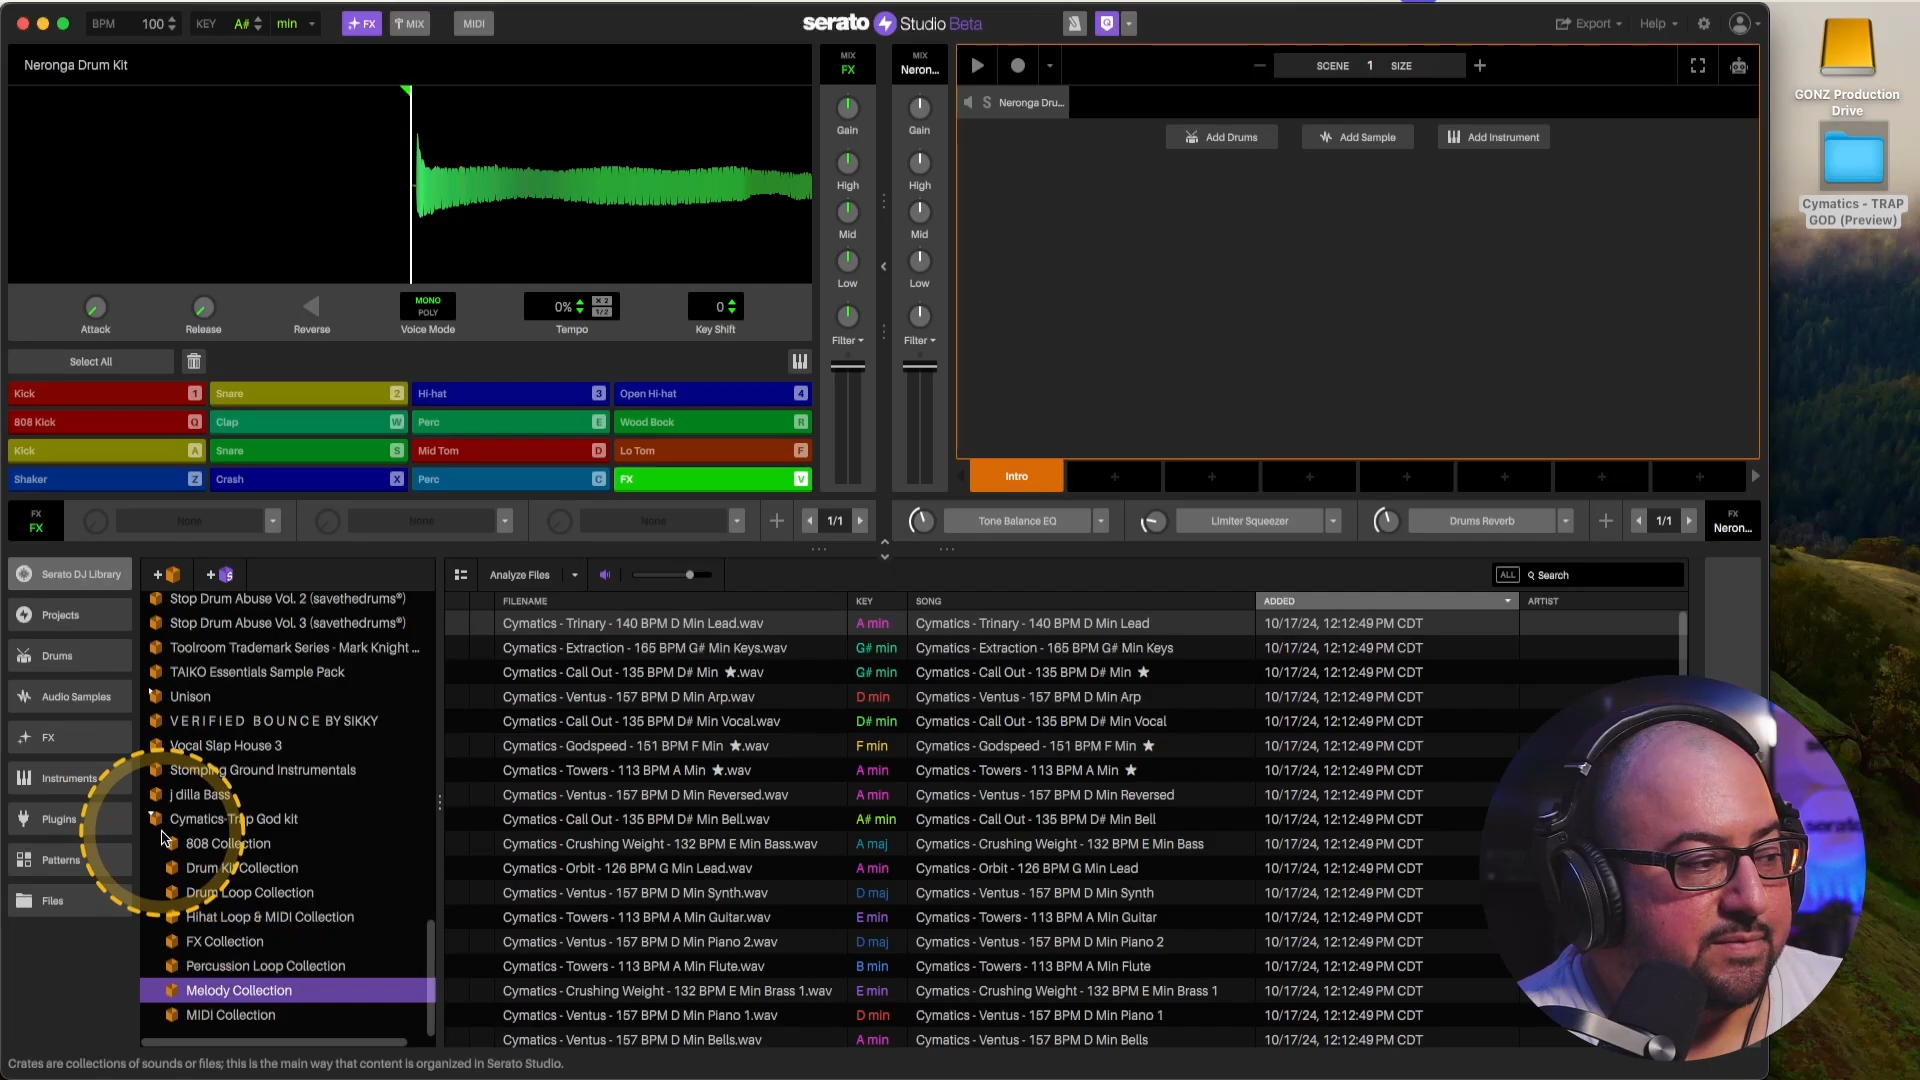 BPM 100 KEY A# min FX MIX MIDI serato Studio Beta Q Export Help
Neronga Drum Kit
MIX FX
MIX Neron...
SCENE 1 SIZE
S Neronga Dru...
Add Drums Add Sample Add Instrument
Gain Gain
High High
Mid Mid
Low Low
Filter Filter
MONO
POLY
0% x 2
1/2
0
Attack Release Reverse Voice Mode Tempo Key Shift
Select All
Kick 1 Snare 2 Hi-hat 3 Open Hi-hat 4
808 Kick Q Clap W Perc E Wood Bock R
Kick A Snare S Mid Tom D Lo Tom F
Shaker Z Crash X Perc C FX V
Intro + + + + + + +
FX FX None None None + 1/1 Tone Balance EQ Limiter Squeezer Drums Reverb + 1/1 FX Neron...
Serato DJ Library
Projects
Drums
Audio Samples
FX
Instruments
Plugins
Patterns
Files
+ + S
Stop Drum Abuse Vol. 2 (savethedrums®)
Stop Drum Abuse Vol. 3 (savethedrums®)
Toolroom Trademark Series - Mark Knight ...
TAIKO Essentials Sample Pack
Unison
V E R I F I E D B O U N C E BY SIKKY
Vocal Slap House 3
Stomping Ground Instrumentals
j dilla Bass
Cymatics-Trap God kit
808 Collection
Drum Kit Collection
Drum Loop Collection
Hihat Loop & MIDI Collection
FX Collection
Percussion Loop Collection
Melody Collection
MIDI Collection
Analyze Files ALL Search
FILENAME KEY SONG ADDED ARTIST
Cymatics - Trinary - 140 BPM D Min Lead.wav A min Cymatics - Trinary - 140 BPM D Min Lead 10/17/24, 12:12:49 PM CDT
Cymatics - Extraction - 165 BPM G# Min Keys.wav G# min Cymatics - Extraction - 165 BPM G# Min Keys 10/17/24, 12:12:49 PM CDT
Cymatics - Call Out - 135 BPM D# Min ★.wav G# min Cymatics - Call Out - 135 BPM D# Min ★ 10/17/24, 12:12:49 PM CDT
Cymatics - Ventus - 157 BPM D Min Arp.wav D min Cymatics - Ventus - 157 BPM D Min Arp 10/17/24, 12:12:49 PM CDT
Cymatics - Call Out - 135 BPM D# Min Vocal.wav D# min Cymatics - Call Out - 135 BPM D# Min Vocal 10/17/24, 12:12:49 PM CDT
Cymatics - Godspeed - 151 BPM F Min ★.wav F min Cymatics - Godspeed - 151 BPM F Min ★ 10/17/24, 12:12:49 PM CDT
Cymatics - Towers - 113 BPM A Min ★.wav A min Cymatics - Towers - 113 BPM A Min ★ 10/17/24, 12:12:49 PM CDT
Cymatics - Ventus - 157 BPM D Min Reversed.wav A min Cymatics - Ventus - 157 BPM D Min Reversed 10/17/24, 12:12:49 PM CDT
Cymatics - Call Out - 135 BPM D# Min Bell.wav A# min Cymatics - Call Out - 135 BPM D# Min Bell 10/17/24, 12:12:49 PM CDT
Cymatics - Crushing Weight - 132 BPM E Min Bass.wav A maj Cymatics - Crushing Weight - 132 BPM E Min Bass 10/17/24, 12:12:49 PM CDT
Cymatics - Orbit - 126 BPM G Min Lead.wav A min Cymatics - Orbit - 126 BPM G Min Lead 10/17/24, 12:12:49 PM CDT
Cymatics - Ventus - 157 BPM D Min Synth.wav D maj Cymatics - Ventus - 157 BPM D Min Synth 10/17/24, 12:12:49 PM CDT
Cymatics - Towers - 113 BPM A Min Guitar.wav E min Cymatics - Towers - 113 BPM A Min Guitar 10/17/24, 12:12:49 PM CDT
Cymatics - Ventus - 157 BPM D Min Piano 2.wav D maj Cymatics - Ventus - 157 BPM D Min Piano 2 10/17/24, 12:12:49 PM CDT
Cymatics - Towers - 113 BPM A Min Flute.wav B min Cymatics - Towers - 113 BPM A Min Flute 10/17/24, 12:12:49 PM CDT
Cymatics - Crushing Weight - 132 BPM E Min Brass 1.wav E min Cymatics - Crushing Weight - 132 BPM E Min Brass 1 10/17/24, 12:12:49 PM CDT
Cymatics - Ventus - 157 BPM D Min Piano 1.wav D min Cymatics - Ventus - 157 BPM D Min Piano 1 10/17/24, 12:12:49 PM CDT
Cymatics - Ventus - 157 BPM D Min Bells.wav A min Cymatics - Ventus - 157 BPM D Min Bells 10/17/24, 12:12:49 PM CDT
Crates are collections of sounds or files; this is the main way that content is organized in Serato Studio.
GONZ Production
Drive
Cymatics - TRAP
GOD (Preview)